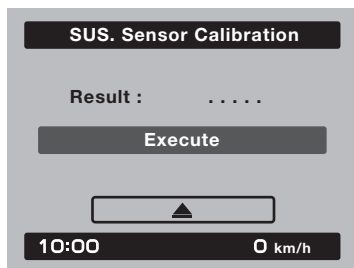 SUS. Sensor Calibration
Result : . . . . .
Execute
10:00 0 km/h